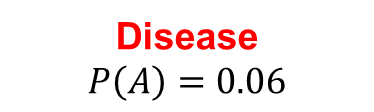 Disease
P(A) = 0.06